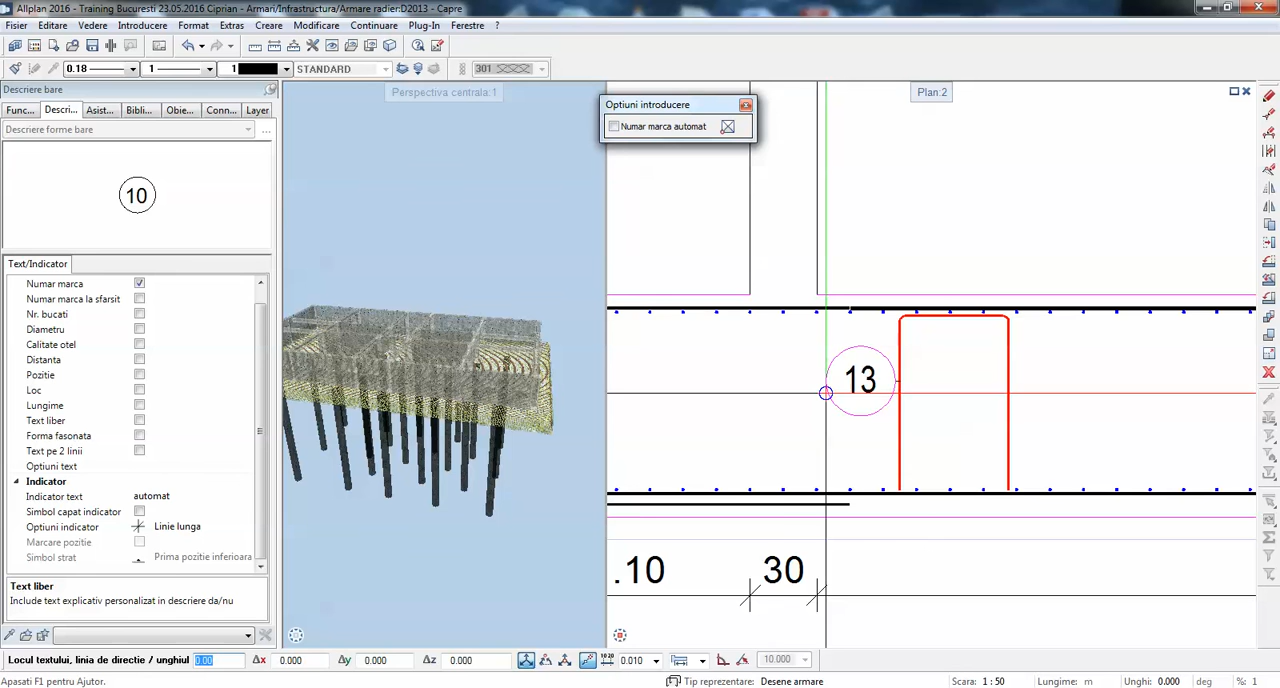 Allplan 2016 - Training Bucuresti 23.05.2016 Ciprian - Armari/Infrastructura/Armare radier:D2013 - Capre
Fisier Editare Vedere Introducere Format Extras Creare Modificare Continuare Plug-In Ferestre ?
0.18 1 1 STANDARD 301
Descriere bare
Func... Descri... Asist... Bibli... Obie... Conn... Layer
Descriere forme bare ...
10
Text/Indicator
Numar marca
Numar marca la sfarsit
Nr. bucati
Diametru
Calitate otel
Distanta
Pozitie
Loc
Lungime
Text liber
Forma fasonata
Text pe 2 linii
Optiuni text
Indicator
Indicator text automat
Simbol capat indicator
Optiuni indicator Linie lunga
Marcare pozitie
Simbol strat Prima pozitie inferioara
Text liber
Include text explicativ personalizat in descriere da/nu
Perspectiva centrala:1
Optiuni introducere
Numar marca automat
Plan:2
13
.10 30
Locul textului, linia de directie / unghiul 0.00 Δx 0.000 Δy 0.000 Δz 0.000 1020 0.010 10.000
Apasati F1 pentru Ajutor. Tip reprezentare: Desene armare Scara: 1 : 50 Lungime: m Unghi: 0.000 deg %: 1